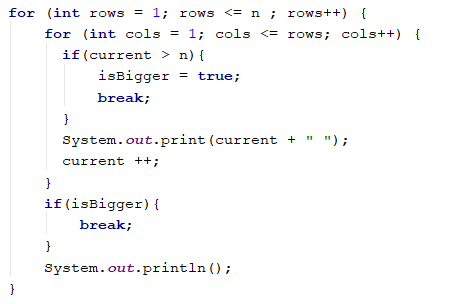 for (int rows = 1; rows <= n ; rows++) {
    for (int cols = 1; cols <= rows; cols++) {
      if(current > n){
          isBigger = true;
          break;
      }
      System.out.print(current + " ");
      current ++;
    }
    if(isBigger){
        break;
    }
    System.out.println();
}